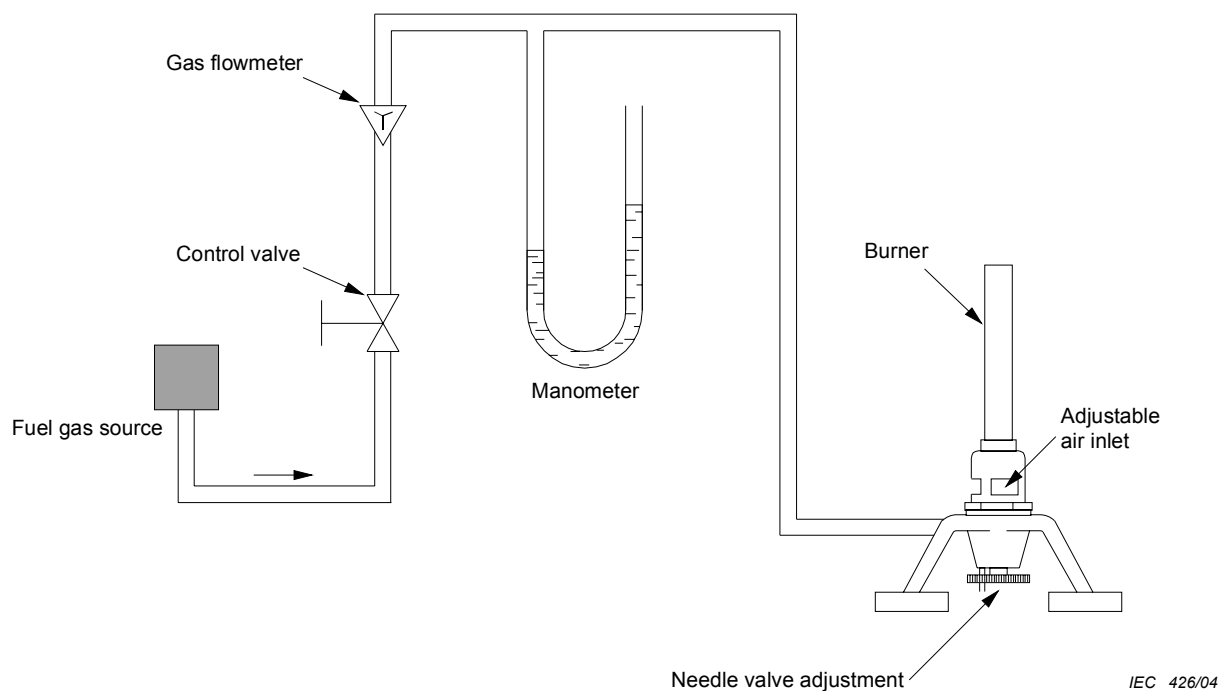 Gas flowmeter
Control valve
Burner
Manometer
Fuel gas source
Adjustable
air inlet
Needle valve adjustment
IEC 426/04